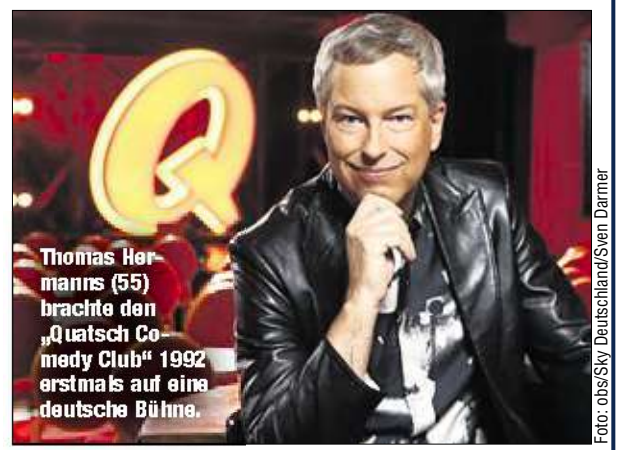 Q
Thomas Her-
manns (55)
brachte den
„Quatsch Co-
medy Club“ 1992
erstmals auf eine
deutsche Bühne.
Foto: obs/Sky Deutschland/Sven Darmer